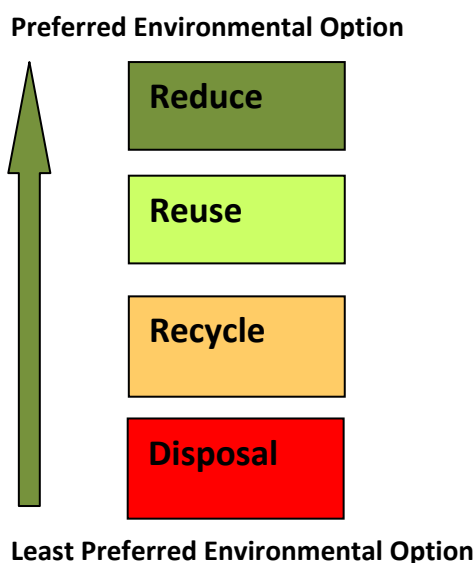 Preferred Environmental Option
Reduce
Reuse
Recycle
Disposal
Least Preferred Environmental Option